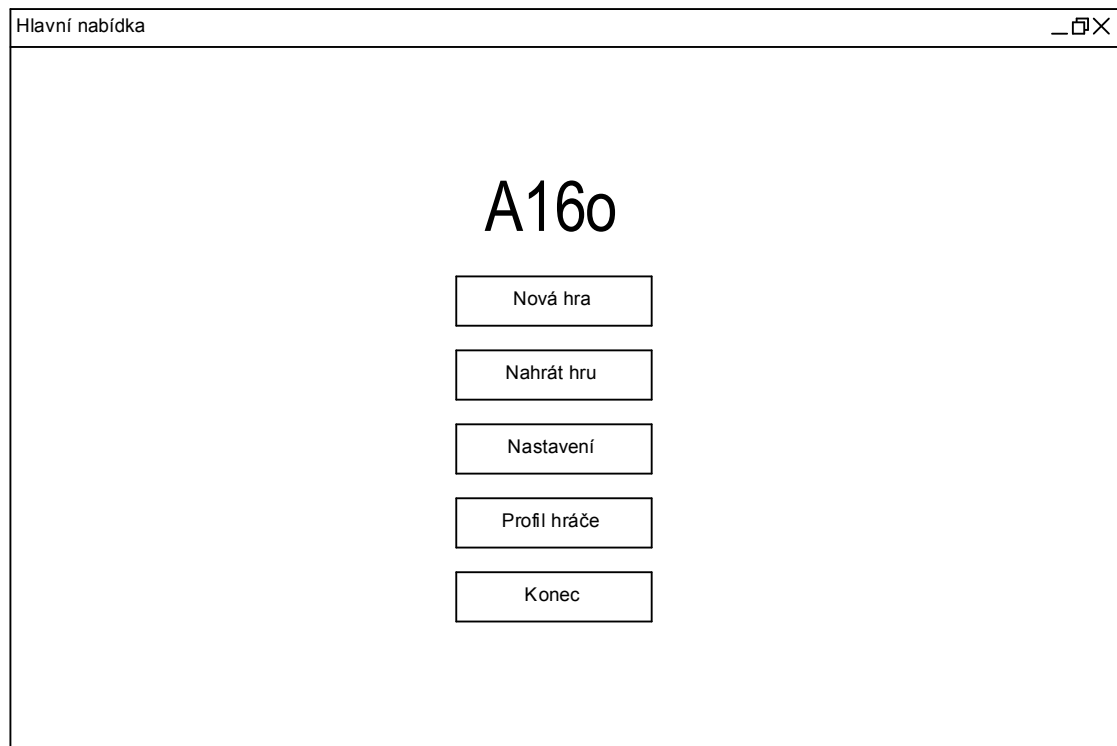 Hlavní nabídka
A16o
Nová hra
Nahrát hru
Nastavení
Profil hráče
Konec